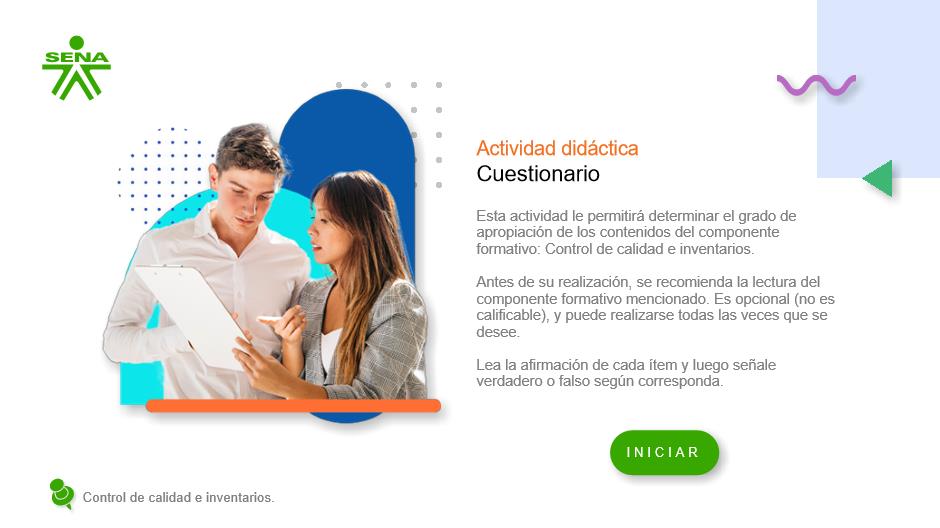 SENA
Actividad didáctica
Cuestionario
Esta actividad le permitirá determinar el grado de
apropiación de los contenidos del componente
formativo: Control de calidad e inventarios.
Antes de su realización, se recomienda la lectura del
componente formativo mencionado. Es opcional (no es
calificable), y puede realizarse todas las veces que se
desee.
Lea la afirmación de cada ítem y luego señale
verdadero o falso según corresponda.
INICIAR
Control de calidad e inventarios.